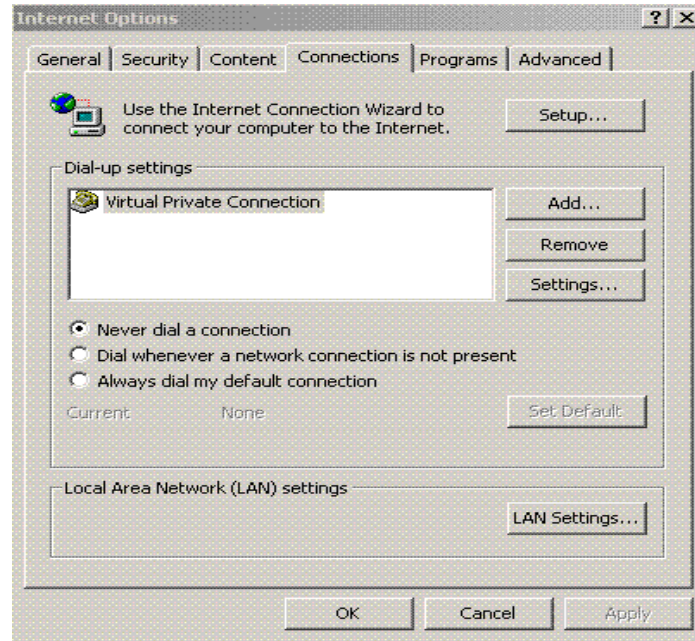 Internet Options
? X
General Security Content Connections Programs Advanced
Use the Internet Connection Wizard to
connect your computer to the Internet.
Setup...
Dial-up settings
Virtual Private Connection
Add...
Remove
Settings...
Never dial a connection
Dial whenever a network connection is not present
Always dial my default connection
Current None
Set Default
Local Area Network (LAN) settings
LAN Settings...
OK Cancel Apply